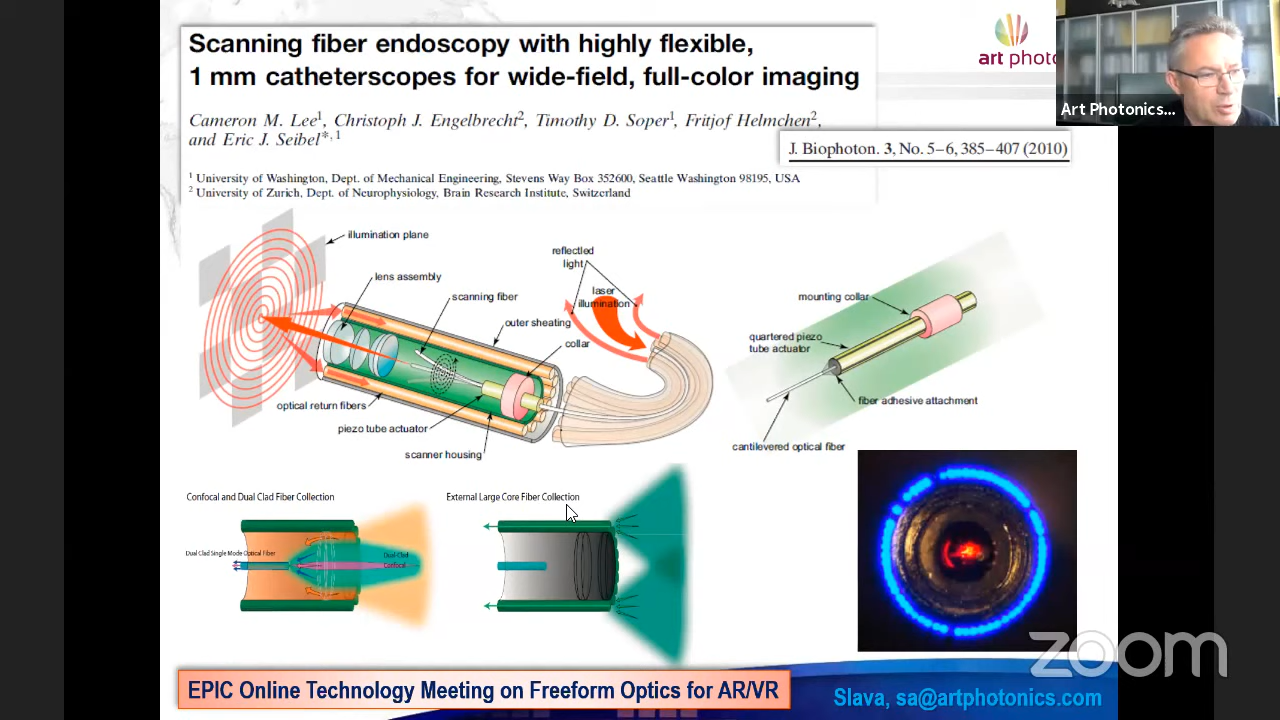 Scanning fiber endoscopy with highly flexible,
1 mm catheterscopes for wide-field, full-color imaging
art photo
Art Photonics...
Cameron M. Lee1, Christoph J. Engelbrecht2, Timothy D. Soper1, Fritjof Helmchen2,
and Eric J. Seibel*,1
J. Biophoton. 3, No. 5–6, 385–407 (2010)
1 University of Washington, Dept. of Mechanical Engineering, Stevens Way Box 352600, Seattle Washington 98195, USA
2 University of Zurich, Dept. of Neurophysiology, Brain Research Institute, Switzerland
illumination plane
lens assembly
scanning fiber
outer sheating
collar
reflectled
light
laser
illumination
optical return fibers
piezo tube actuator
scanner housing
mounting collar
quartered piezo
tube actuator
fiber adhesive attachment
cantilevered optical fiber
Confocal and Dual Clad Fiber Collection
Dual Clad Single Mode Optical Fiber
Dual-Clad
Confocal
External Large Core Fiber Collection
zoom
EPIC Online Technology Meeting on Freeform Optics for AR/VR
Slava, sa@artphotonics.com